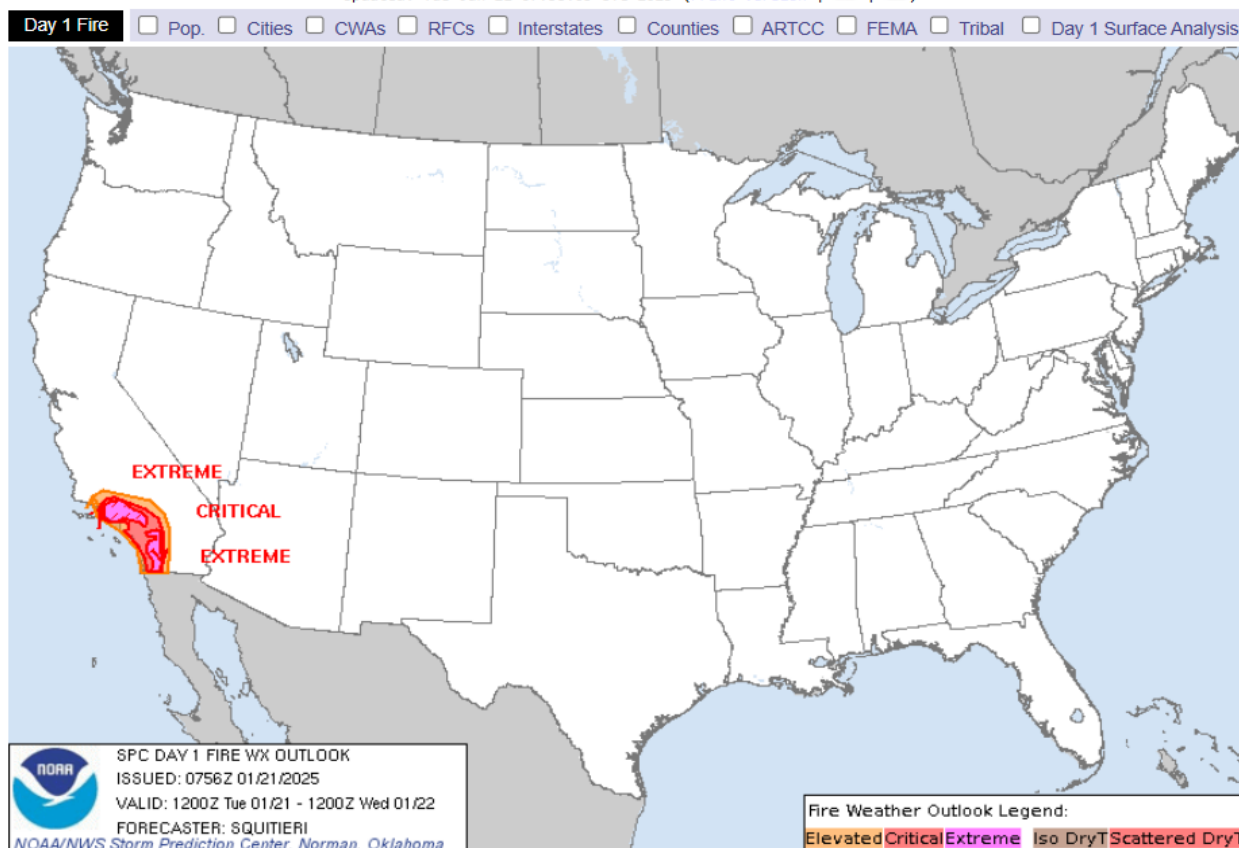 Day 1 Fire Pop. Cities CWAs RFCs Interstates Counties ARTCC FEMA Tribal Day 1 Surface Analysis
EXTREME
CRITICAL
EXTREME
NOAA
SPC DAY 1 FIRE WX OUTLOOK
ISSUED: 0756Z 01/21/2025
VALID: 1200Z Tue 01/21 - 1200Z Wed 01/22
FORECASTER: SQUITIERI
NOAA/NWS Storm Prediction Center, Norman, Oklahoma
Fire Weather Outlook Legend:
Elevated Critical Extreme Iso DryT Scattered DryT